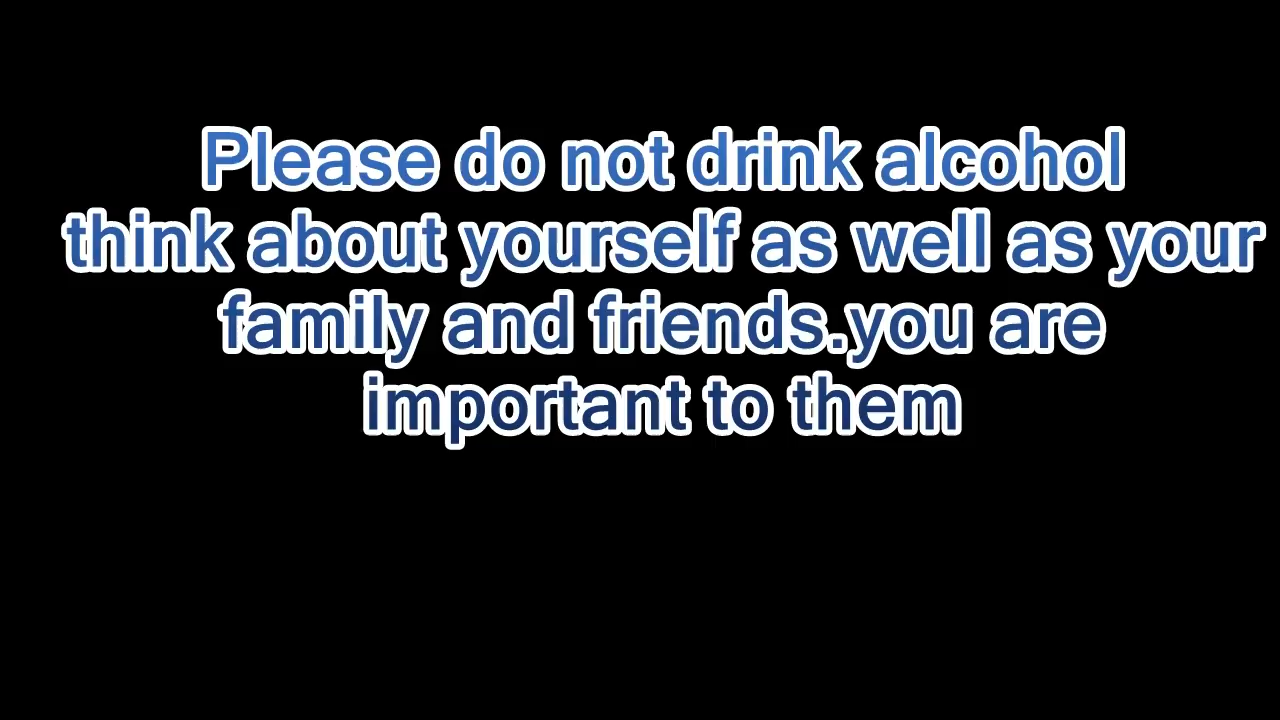 Please do not drink alcohol
think about yourself as well as your
family and friends.you are
important to them